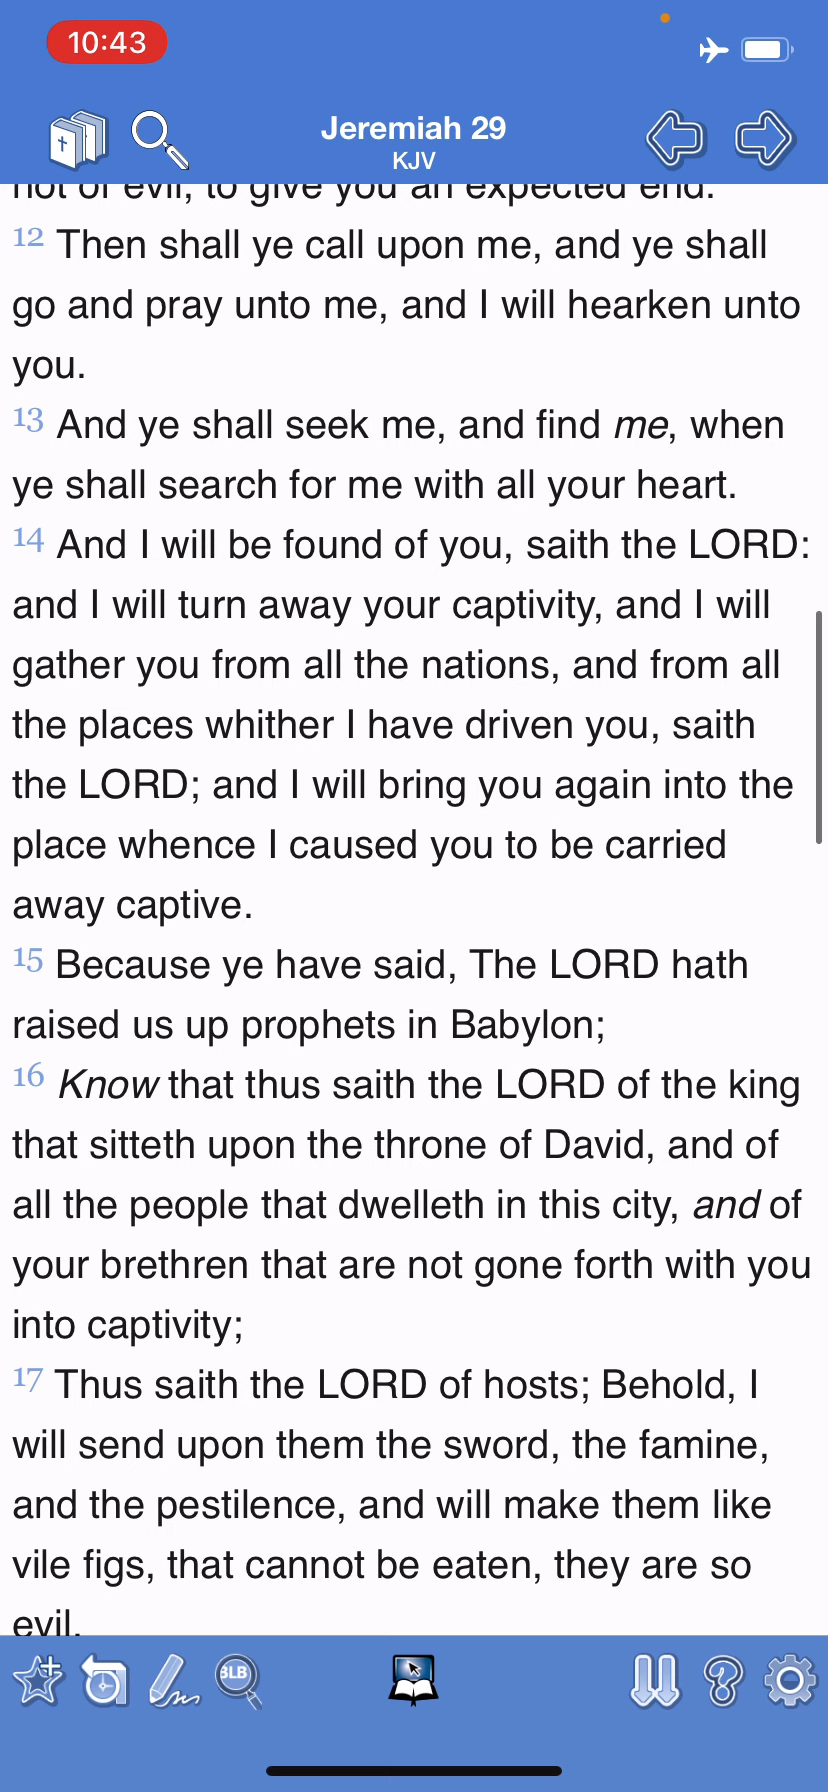 10:43
Jeremiah 29
KJV
not of evil, to give you an expected end.
12 Then shall ye call upon me, and ye shall
go and pray unto me, and I will hearken unto
you.
13 And ye shall seek me, and find me, when
ye shall search for me with all your heart.
14 And I will be found of you, saith the LORD:
and I will turn away your captivity, and I will
gather you from all the nations, and from all
the places whither I have driven you, saith
the LORD; and I will bring you again into the
place whence I caused you to be carried
away captive.
15 Because ye have said, The LORD hath
raised us up prophets in Babylon;
16 Know that thus saith the LORD of the king
that sitteth upon the throne of David, and of
all the people that dwelleth in this city, and of
your brethren that are not gone forth with you
into captivity;
17 Thus saith the LORD of hosts; Behold, I
will send upon them the sword, the famine,
and the pestilence, and will make them like
vile figs, that cannot be eaten, they are so
evil.
BLB